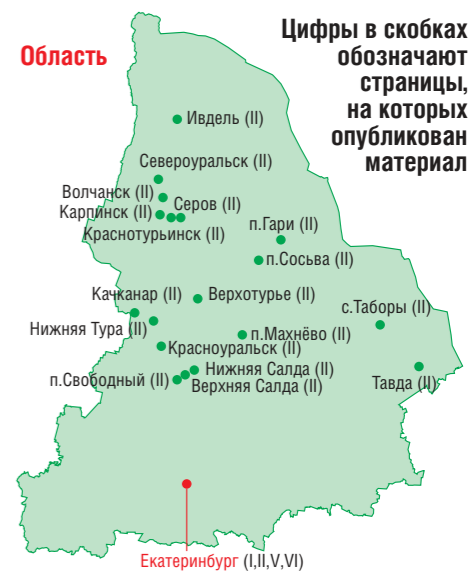 Область
Цифры в скобках
обозначают
страницы,
на которых
опубликован
материал
Ивдель (II)
Североуральск (II)
Волчанск (II)
Карпинск (II)
Серов (II)
Краснотурьинск (II)
п.Гари (II)
п.Сосьва (II)
Качканар (II)
Верхотурье (II)
с.Таборы (II)
Нижняя Тура (II)
п.Махнёво (II)
Красноуральск (II)
Нижняя Салда (II)
п.Свободный (II)
Верхняя Салда (II)
Тавда (II)
Екатеринбург (I,II,V,VI)